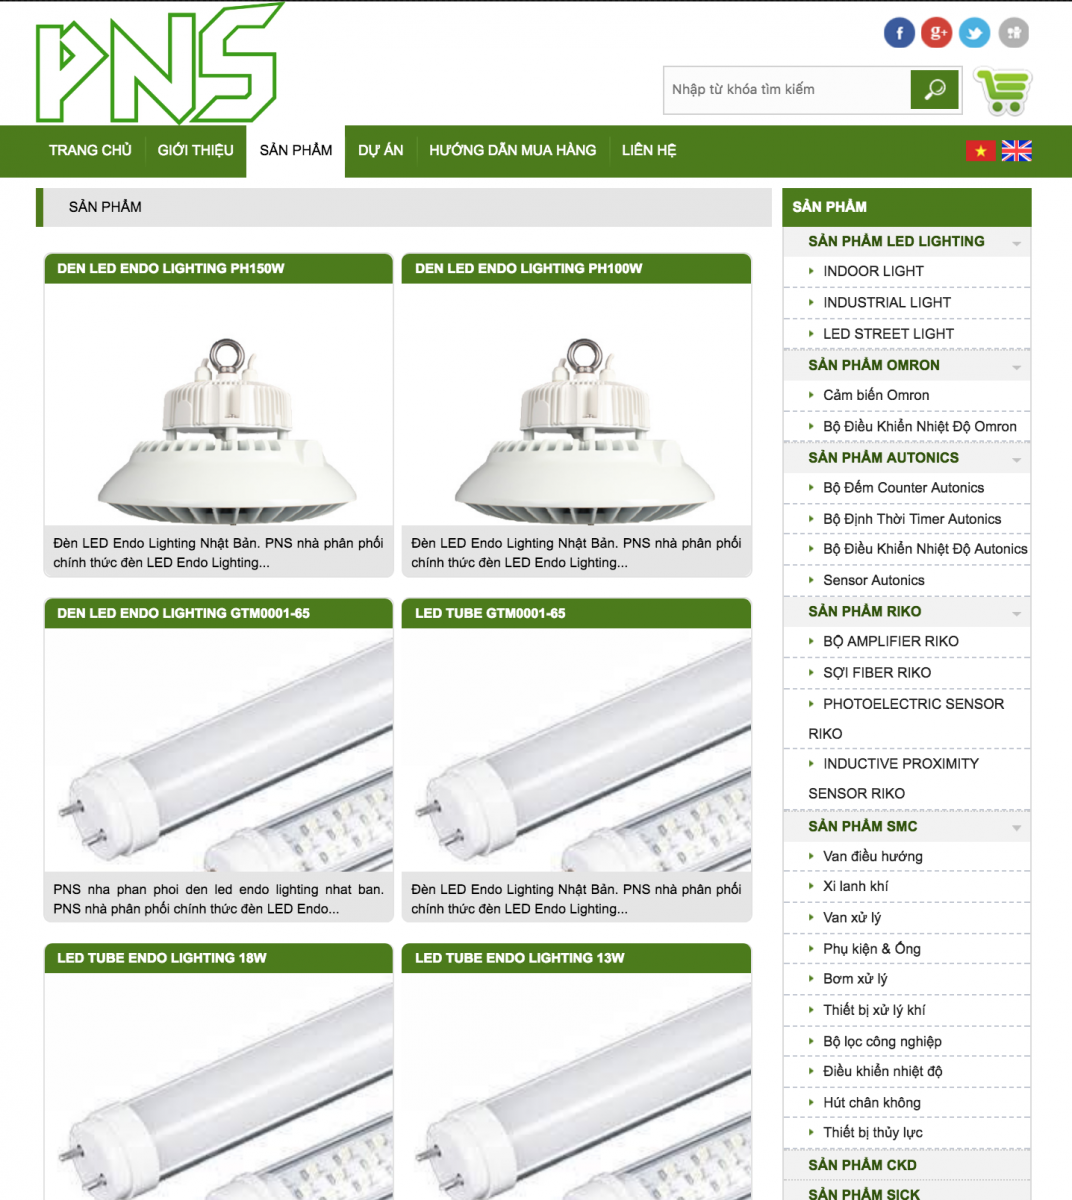 PNS
f
g+
Nhập từ khóa tìm kiếm
TRANG CHỦ
GIỚI THIỆU
SẢN PHẨM
DỰ ÁN
HƯỚNG DẪN MUA HÀNG
LIÊN HỆ
SẢN PHẨM
DEN LED ENDO LIGHTING PH150W
Đèn LED Endo Lighting Nhật Bản. PNS nhà phân phối
chính thức đèn LED Endo Lighting...
DEN LED ENDO LIGHTING PH100W
Đèn LED Endo Lighting Nhật Bản. PNS nhà phân phối
chính thức đèn LED Endo Lighting...
DEN LED ENDO LIGHTING GTM0001-65
PNS nha phan phoi den led endo lighting nhat ban.
PNS nhà phân phối chính thức đèn LED Endo...
LED TUBE GTM0001-65
Đèn LED Endo Lighting Nhật Bản. PNS nhà phân phối
chính thức đèn LED Endo Lighting...
LED TUBE ENDO LIGHTING 18W
LED TUBE ENDO LIGHTING 13W
SẢN PHẨM
SẢN PHẨM LED LIGHTING
INDOOR LIGHT
INDUSTRIAL LIGHT
LED STREET LIGHT
SẢN PHẨM OMRON
Cảm biến Omron
Bộ Điều Khiển Nhiệt Độ Omron
SẢN PHẨM AUTONICS
Bộ Đếm Counter Autonics
Bộ Định Thời Timer Autonics
Bộ Điều Khiển Nhiệt Độ Autonics
Sensor Autonics
SẢN PHẨM RIKO
BỘ AMPLIFIER RIKO
SỢI FIBER RIKO
PHOTOELECTRIC SENSOR
RIKO
INDUCTIVE PROXIMITY
SENSOR RIKO
SẢN PHẨM SMC
Van điều hướng
Xi lanh khí
Van xử lý
Phụ kiện & Ống
Bơm xử lý
Thiết bị xử lý khí
Bộ lọc công nghiệp
Điều khiển nhiệt độ
Hút chân không
Thiết bị thủy lực
SẢN PHẨM CKD
SẢN PHẨM SICK